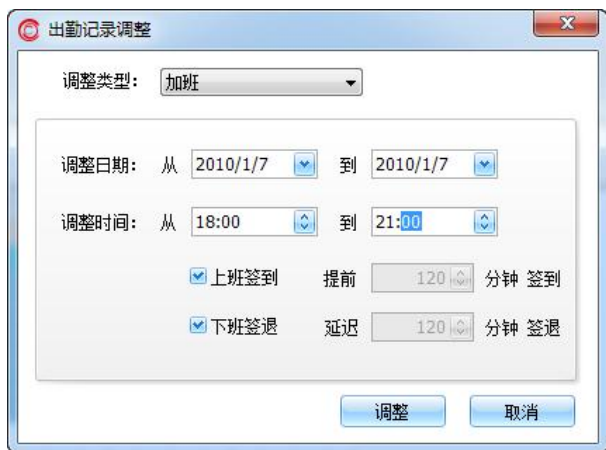 出勤记录调整
调整类型: 加班
调整日期: 从 2010/1/7 到 2010/1/7
调整时间: 从 18:00 到 21:00
上班签到 提前 120 分钟 签到
下班签退 延迟 120 分钟 签退
调整 取消